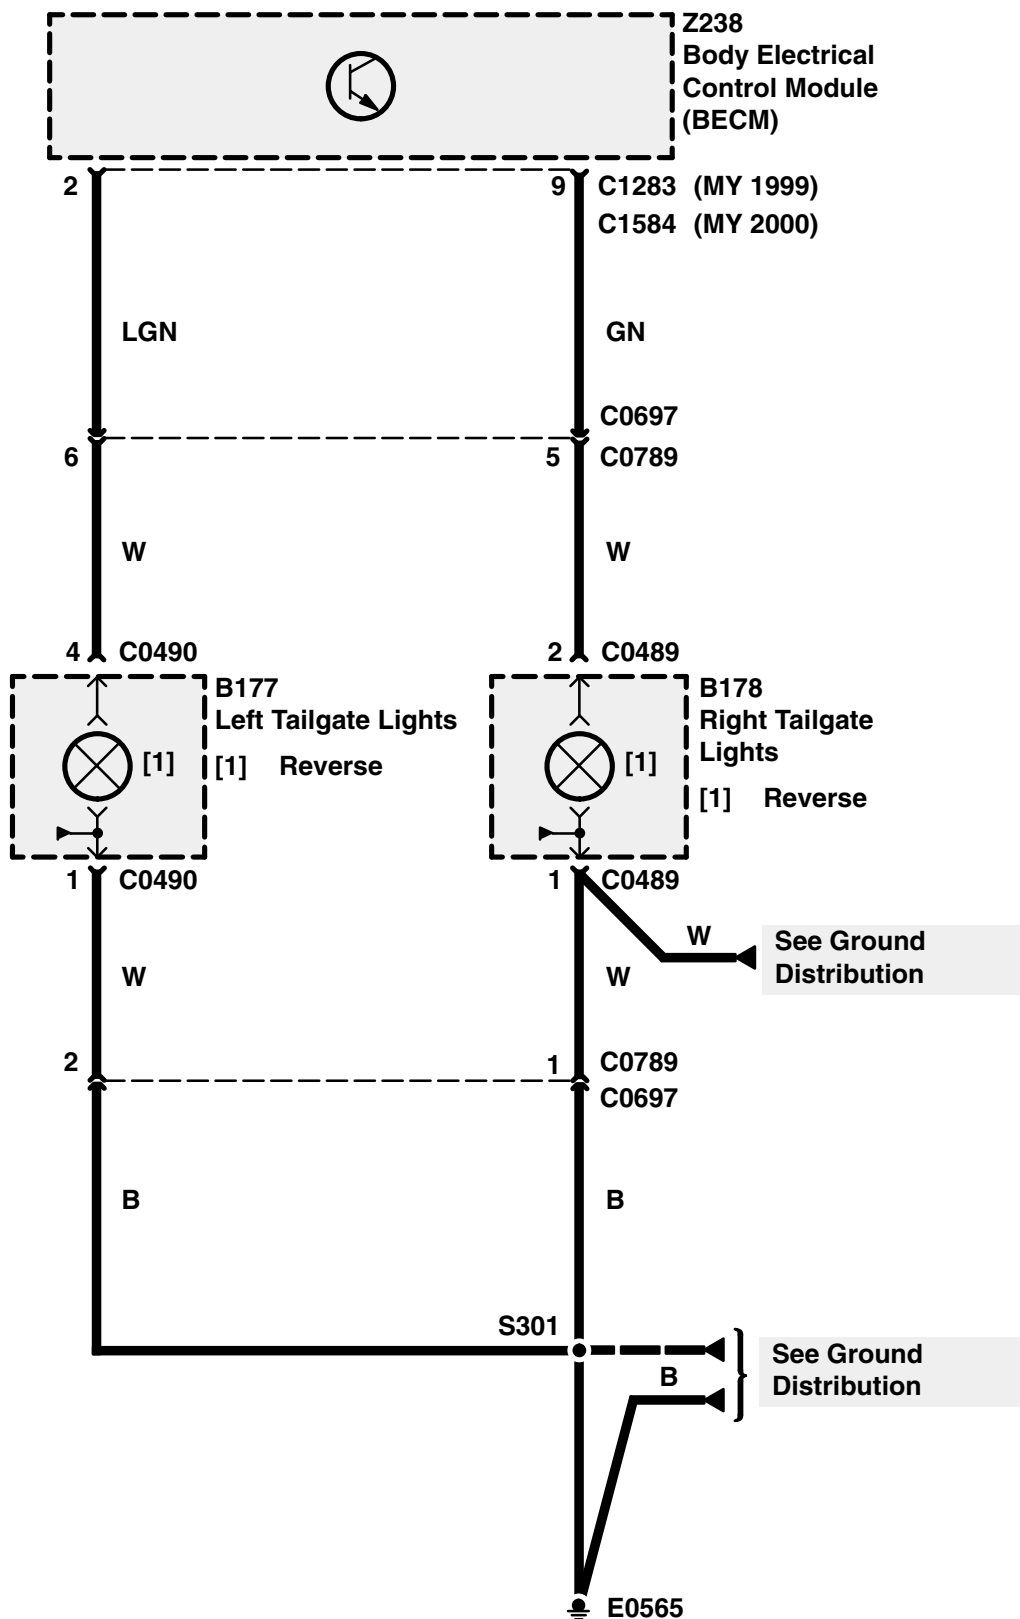 Z238
Body Electrical
Control Module
(BECM)
2
9 C1283 (MY 1999)
C1584 (MY 2000)
LGN
GN
C0697
6
5 C0789
W
W
4 C0490
2 C0489
B177
Left Tailgate Lights
[1]
[1] Reverse
B178
Right Tailgate
Lights
[1]
[1] Reverse
1 C0490
1 C0489
W
See Ground
Distribution
W
W
2
1 C0789
C0697
B
B
S301
B
See Ground
Distribution
E0565